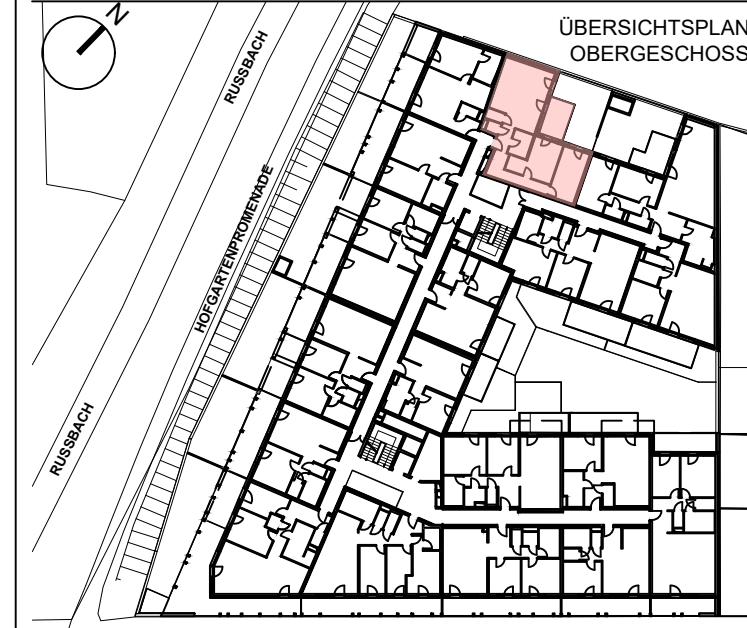 N
ÜBERSICHTSPLAN
OBERGESCHOSS
RUSSBACH
HOFGARTENPROMENADE
RUSSBACH